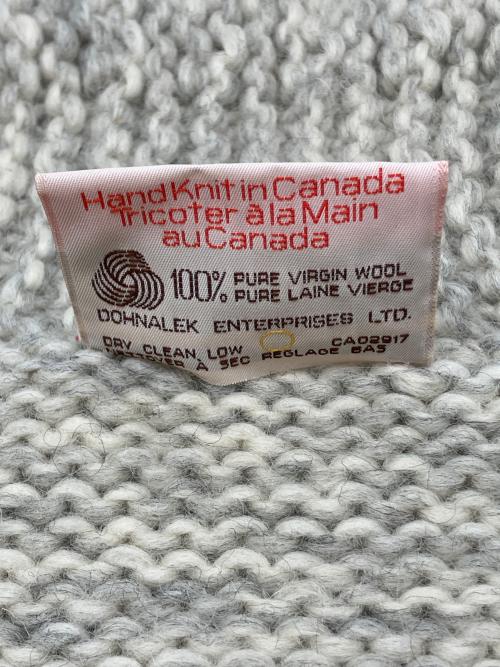 Hand Knit in Canada
Tricoter à la Main
au Canada
100% PURE VIRGIN WOOL
PURE LAINE VIERGE
DOHNALEK ENTERPRISES LTD.
DRY CLEAN, LOW CA02917
À SEC REGLAGE BAS